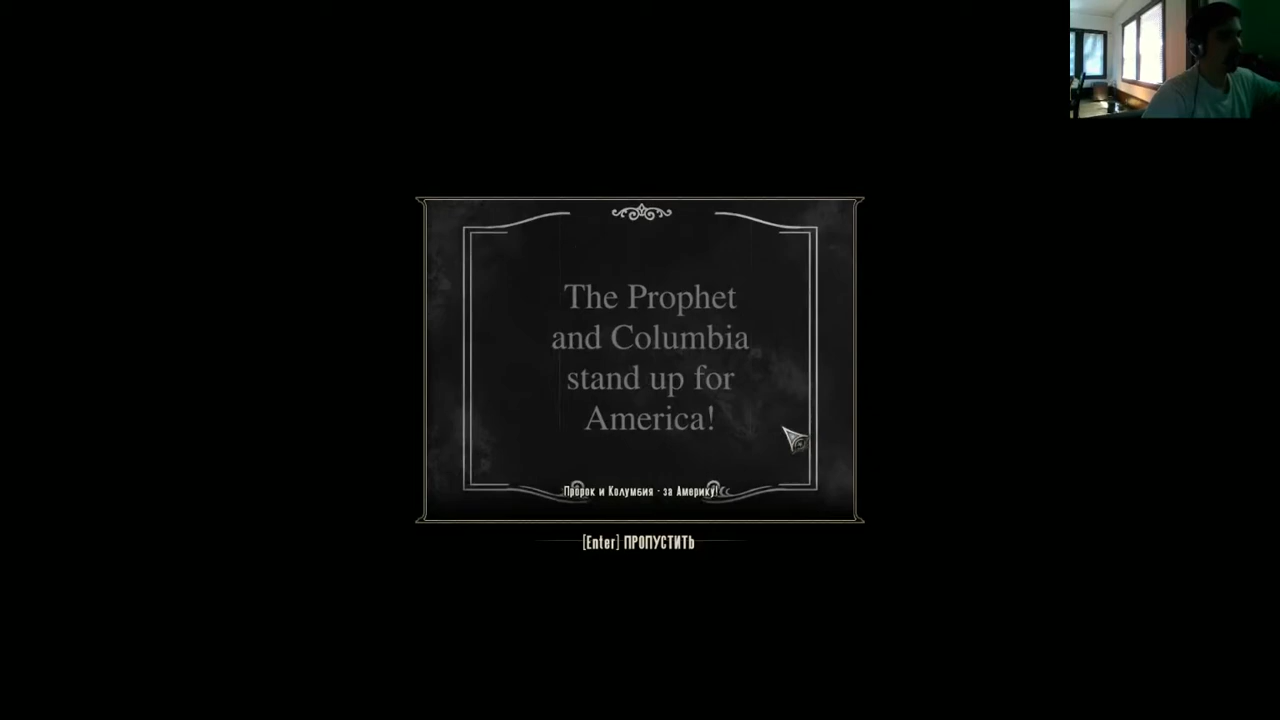 The Prophet
and Columbia
stand up for
America!
Пророк и Колумбия - за Америку!
[Enter] ПРОПУСТИТЬ